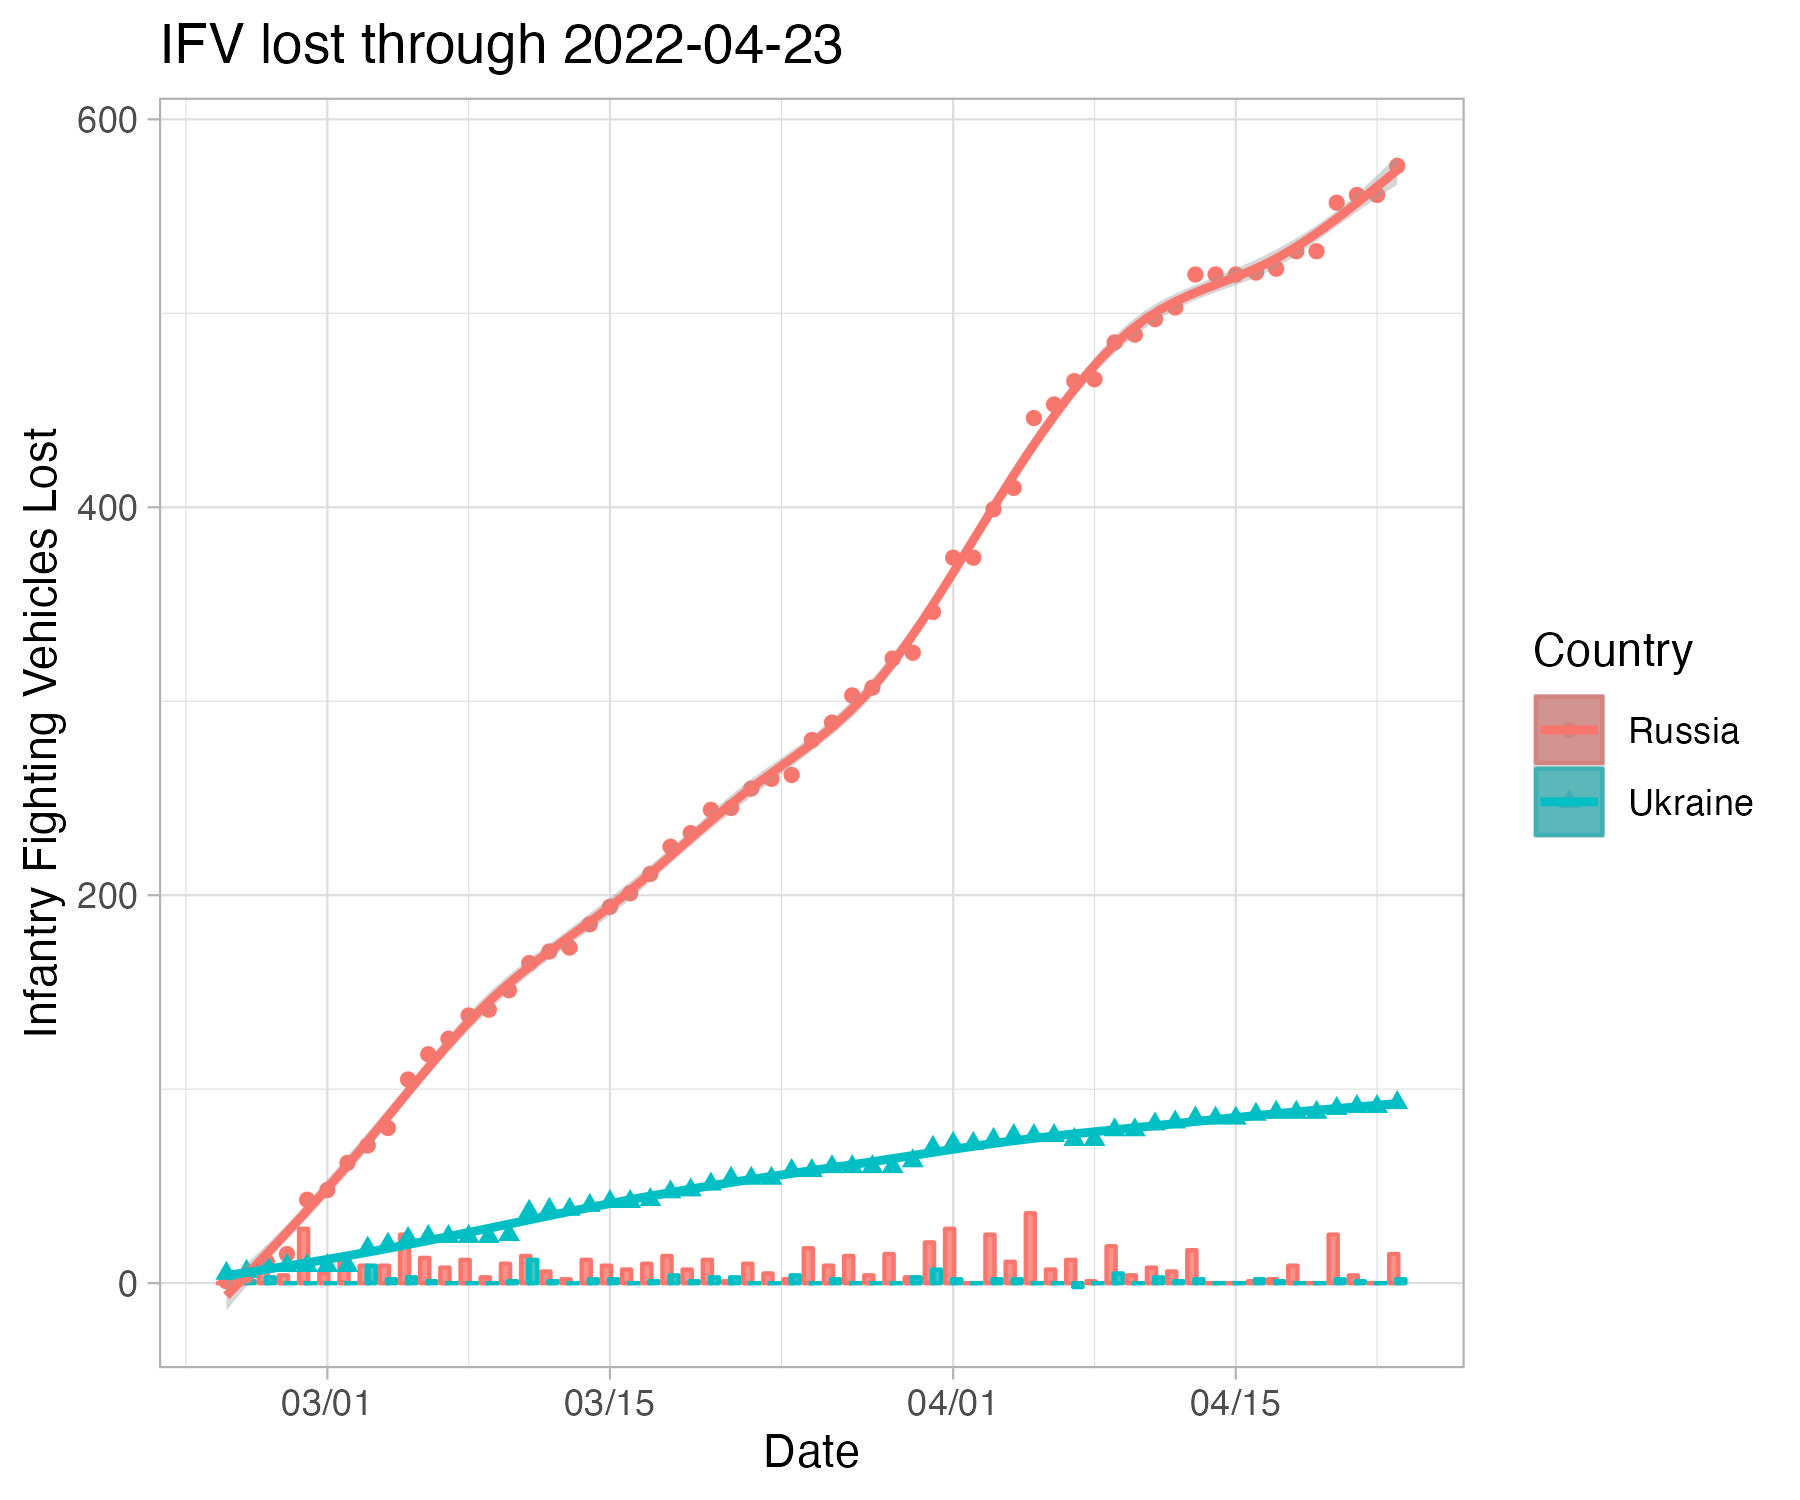 IFV lost through 2022-04-23
Infantry Fighting Vehicles Lost
600
400
200
0
03/01
03/15
04/01
04/15
Date
Country
Russia
Ukraine